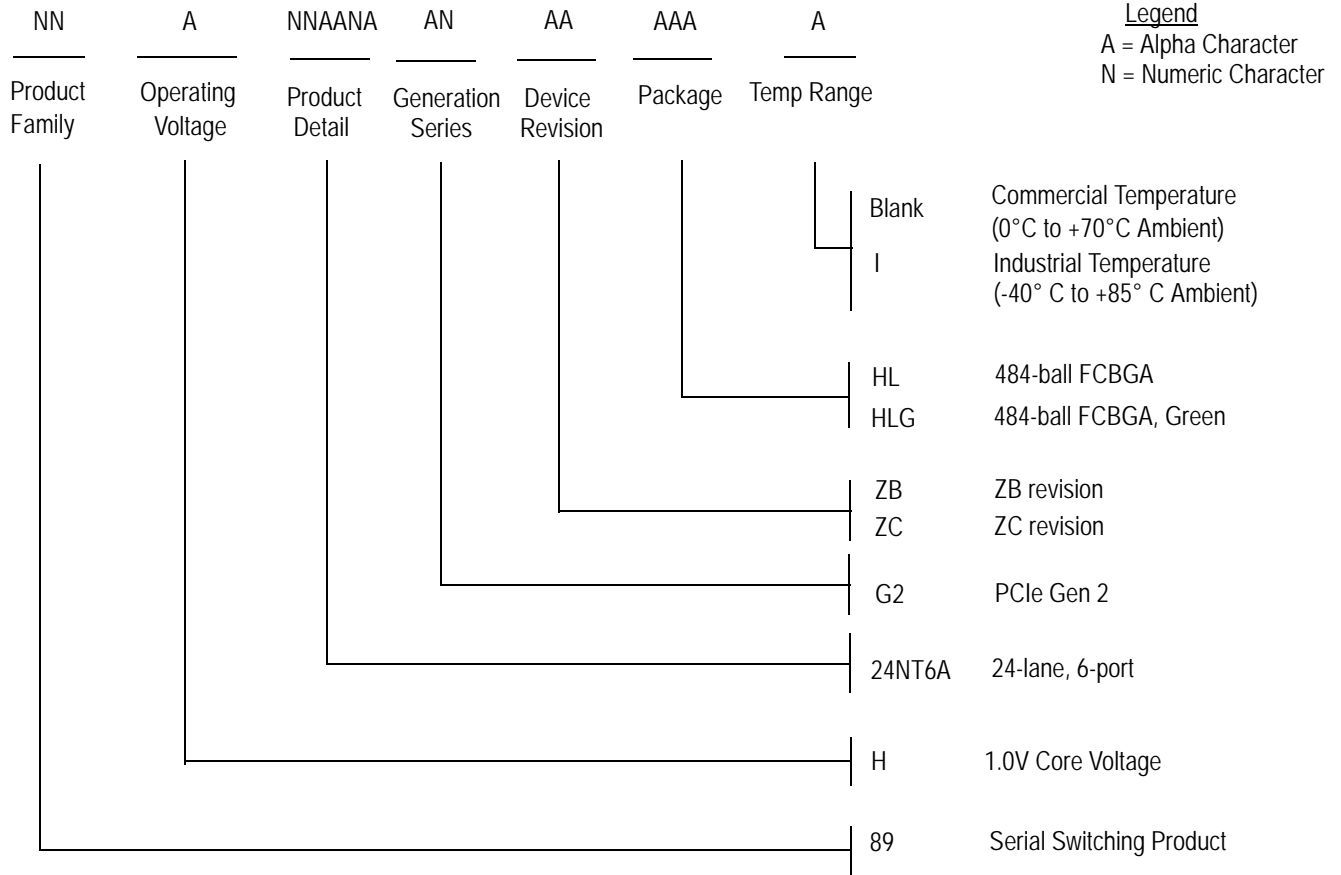 NN A NNAANA AN AA AAA A
Legend
A = Alpha Character
N = Numeric Character
Product Family
Operating Voltage
Product Detail
Generation Series
Device Revision
Package
Temp Range
Blank Commercial Temperature
(0°C to +70°C Ambient)
I Industrial Temperature
(-40° C to +85° C Ambient)
HL 484-ball FCBGA
HLG 484-ball FCBGA, Green
ZB ZB revision
ZC ZC revision
G2 PCIe Gen 2
24NT6A 24-lane, 6-port
H 1.0V Core Voltage
89 Serial Switching Product